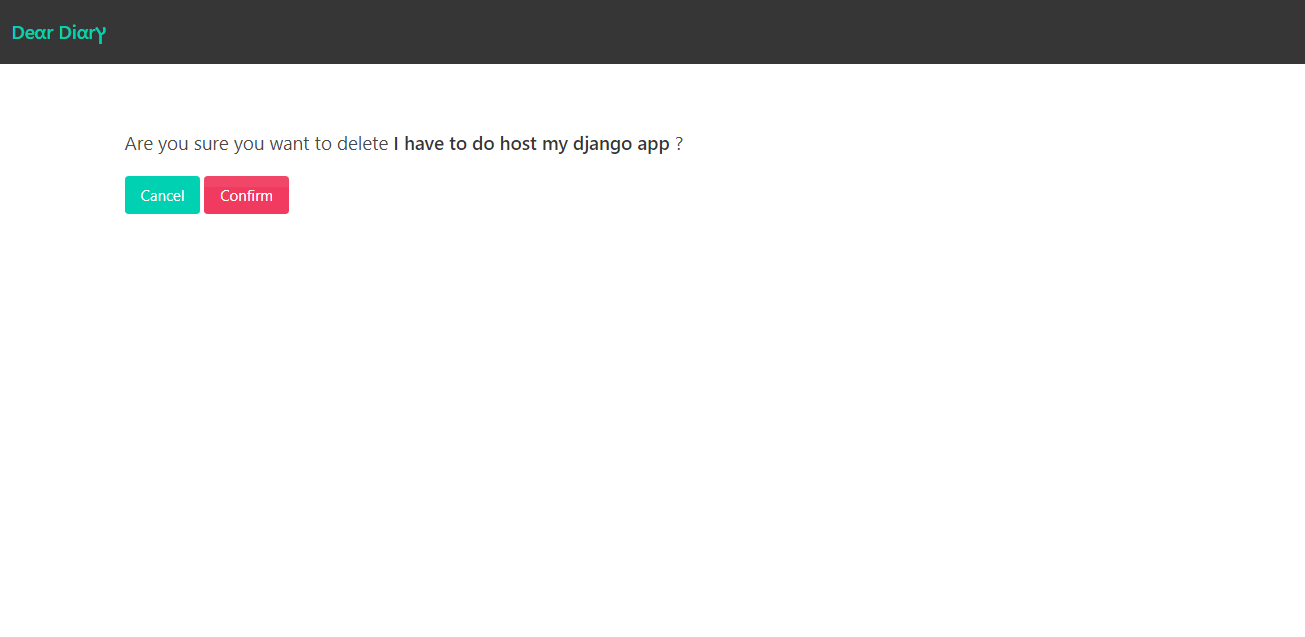 Dear Diary
Are you sure you want to delete I have to do host my django app ?
Cancel Confirm